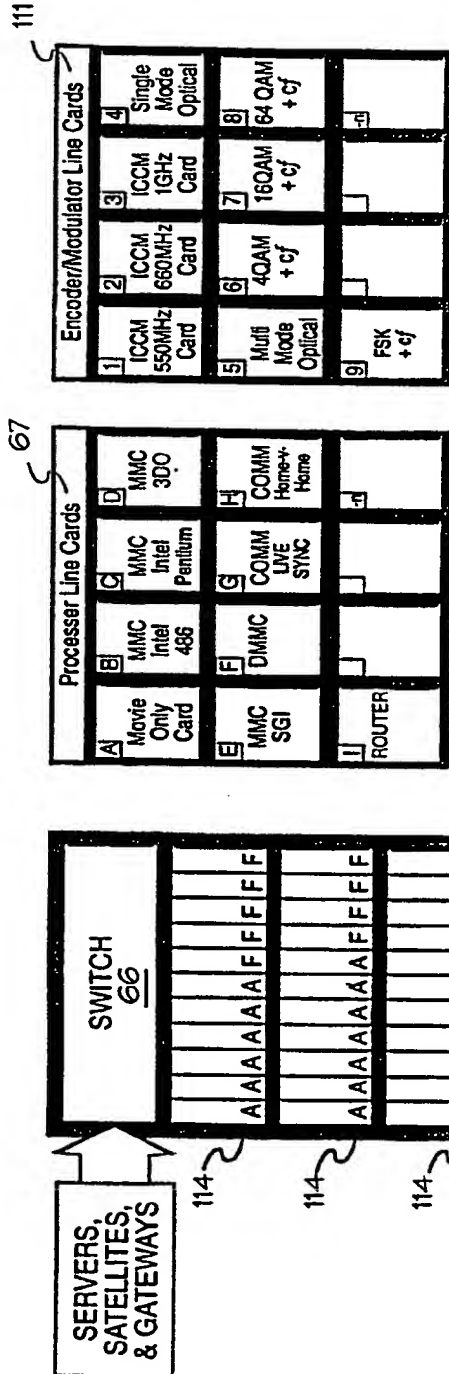 SERVERS,
SATELLITES,
& GATEWAYS
SWITCH
66
114
A A A A A A F F F F F
114
A A A A A A A F F F F
114
67
Processer Line Cards
A
Movie
Only
Card
B
MMC
Intel
486
C
MMC
Intel
Pentium
D
MMC
3DO
E
MMC
SGI
F
DMMC
G
COMM
LIVE
SYNC
H
COMM
Home-v-
Home
I
ROUTER
-n
111
Encoder/Modulator Line Cards
1
ICCM
550MHz
Card
2
ICCM
660MHz
Card
3
ICCM
1GHz
Card
4
Single
Mode
Optical
5
Multi
Mode
Optical
6
4QAM
+ cf
7
16QAM
+ cf
8
64 QAM
+ cf
9
FSK
+ cf
-n